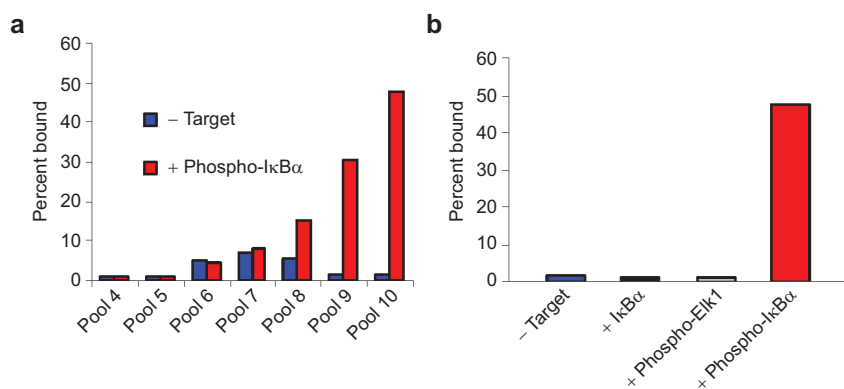 a
Percent bound
60
50
40
30
20
10
0
– Target
+ Phospho-IκBα
Pool 4
Pool 5
Pool 6
Pool 7
Pool 8
Pool 9
Pool 10
b
Percent bound
60
50
40
30
20
10
0
– Target
+ IκBα
+ Phospho-Elk1
+ Phospho-IκBα